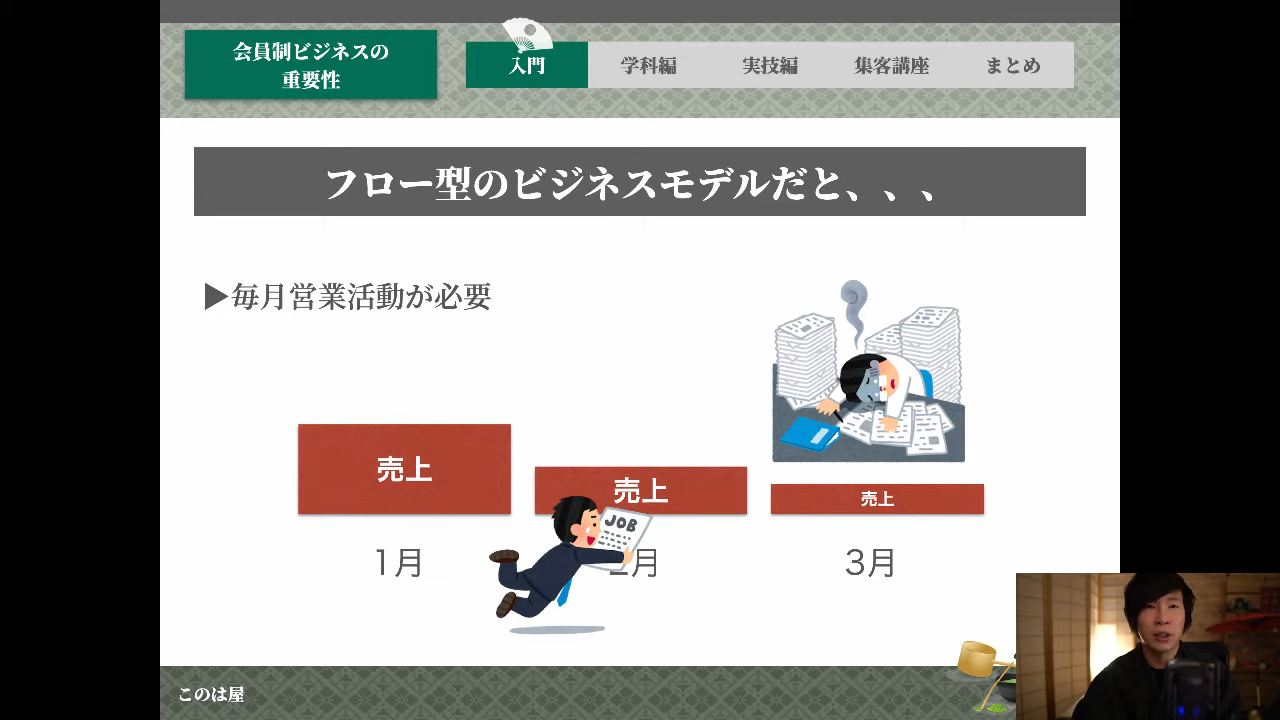 会員制ビジネスの
重要性
入門
学科編
実技編
集客講座
まとめ
フロー型のビジネスモデルだと、、、
▶毎月営業活動が必要
売上
売上
売上
JOB
1月
2月
3月
このは屋